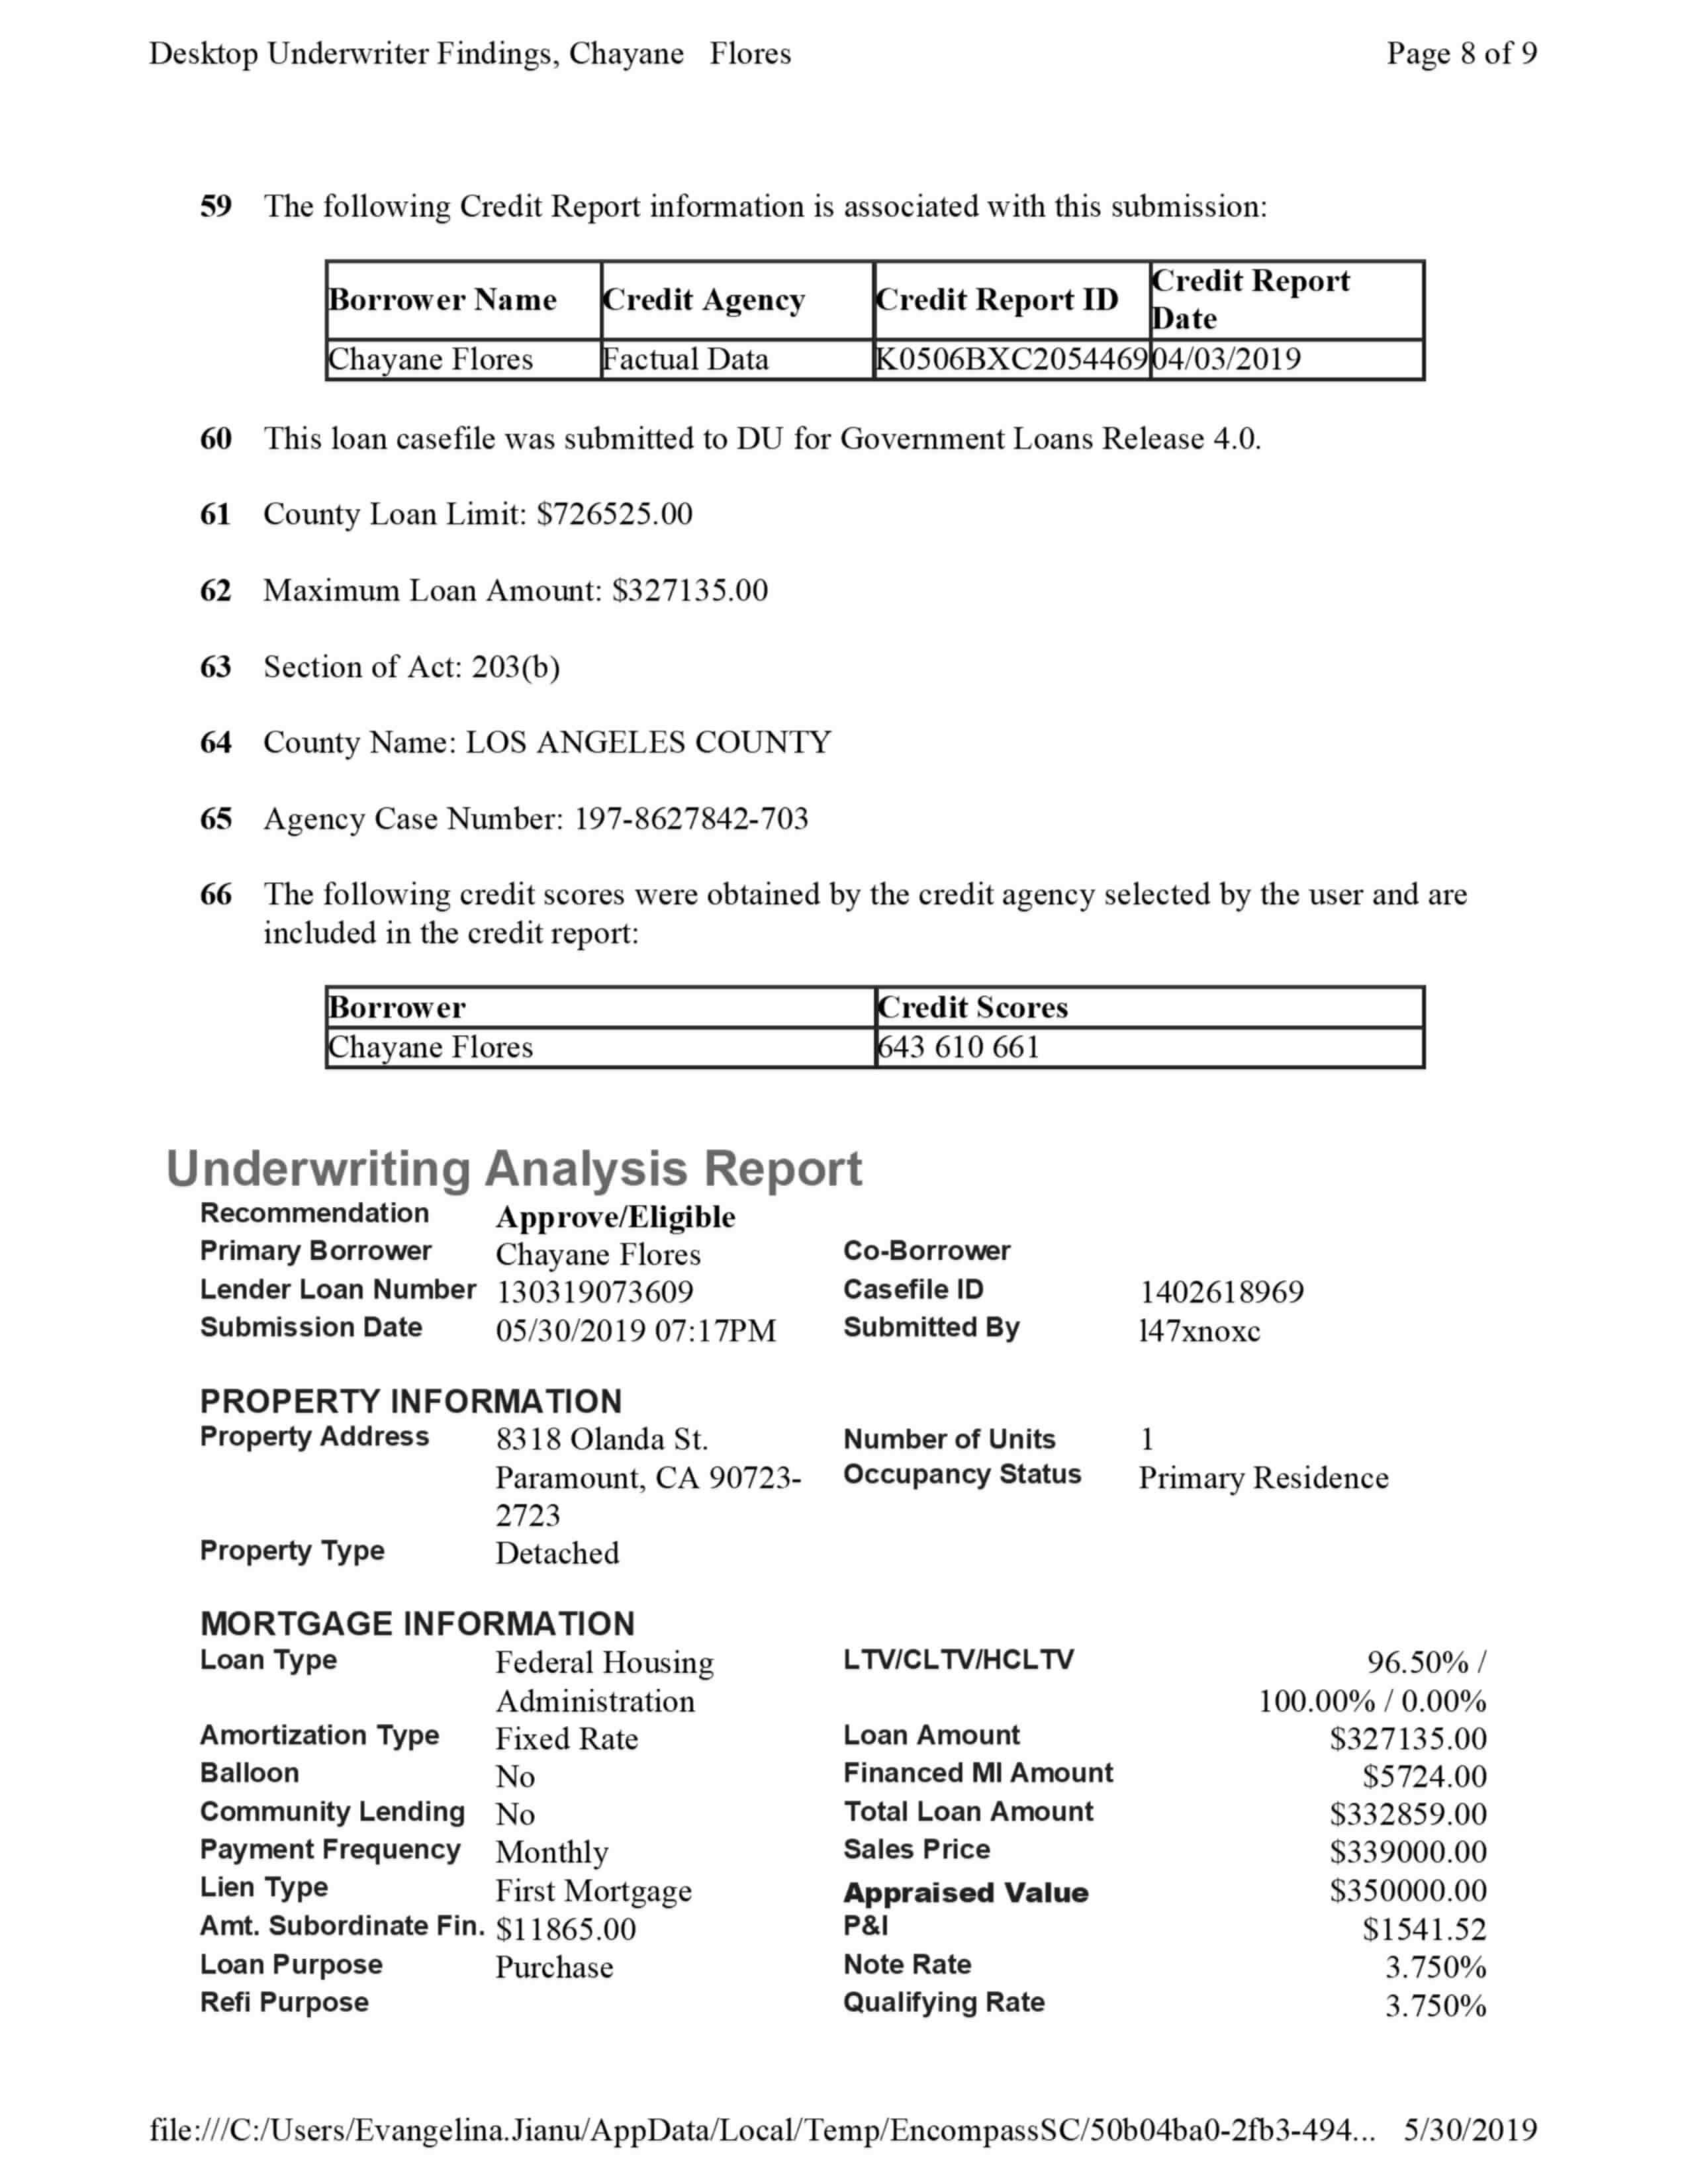 Desktop Underwriter Findings, Chayane Flores Page 8 of 9
59 The following Credit Report information is associated with this submission:
Borrower Name Credit Agency Credit Report ID Credit Report Date
Chayane Flores Factual Data K0506BXC2054469 04/03/2019
60 This loan casefile was submitted to DU for Government Loans Release 4.0.
61 County Loan Limit: $726525.00
62 Maximum Loan Amount: $327135.00
63 Section of Act: 203(b)
64 County Name: LOS ANGELES COUNTY
65 Agency Case Number: 197-8627842-703
66 The following credit scores were obtained by the credit agency selected by the user and are
included in the credit report:
Borrower Credit Scores
Chayane Flores 643 610 661
Underwriting Analysis Report
Recommendation Approve/Eligible
Primary Borrower Chayane Flores Co-Borrower
Lender Loan Number 130319073609 Casefile ID 1402618969
Submission Date 05/30/2019 07:17PM Submitted By l47xnoxc
PROPERTY INFORMATION
Property Address 8318 Olanda St. Number of Units 1
Paramount, CA 90723- Occupancy Status Primary Residence
2723
Property Type Detached
MORTGAGE INFORMATION
Loan Type Federal Housing LTV/CLTV/HCLTV 96.50% /
Administration 100.00% / 0.00%
Amortization Type Fixed Rate Loan Amount $327135.00
Balloon No Financed MI Amount $5724.00
Community Lending No Total Loan Amount $332859.00
Payment Frequency Monthly Sales Price $339000.00
Lien Type First Mortgage Appraised Value $350000.00
Amt. Subordinate Fin. $11865.00 P&I $1541.52
Loan Purpose Purchase Note Rate 3.750%
Refi Purpose Qualifying Rate 3.750%
file:///C:/Users/Evangelina.Jianu/AppData/Local/Temp/EncompassSC/50b04ba0-2fb3-494... 5/30/2019